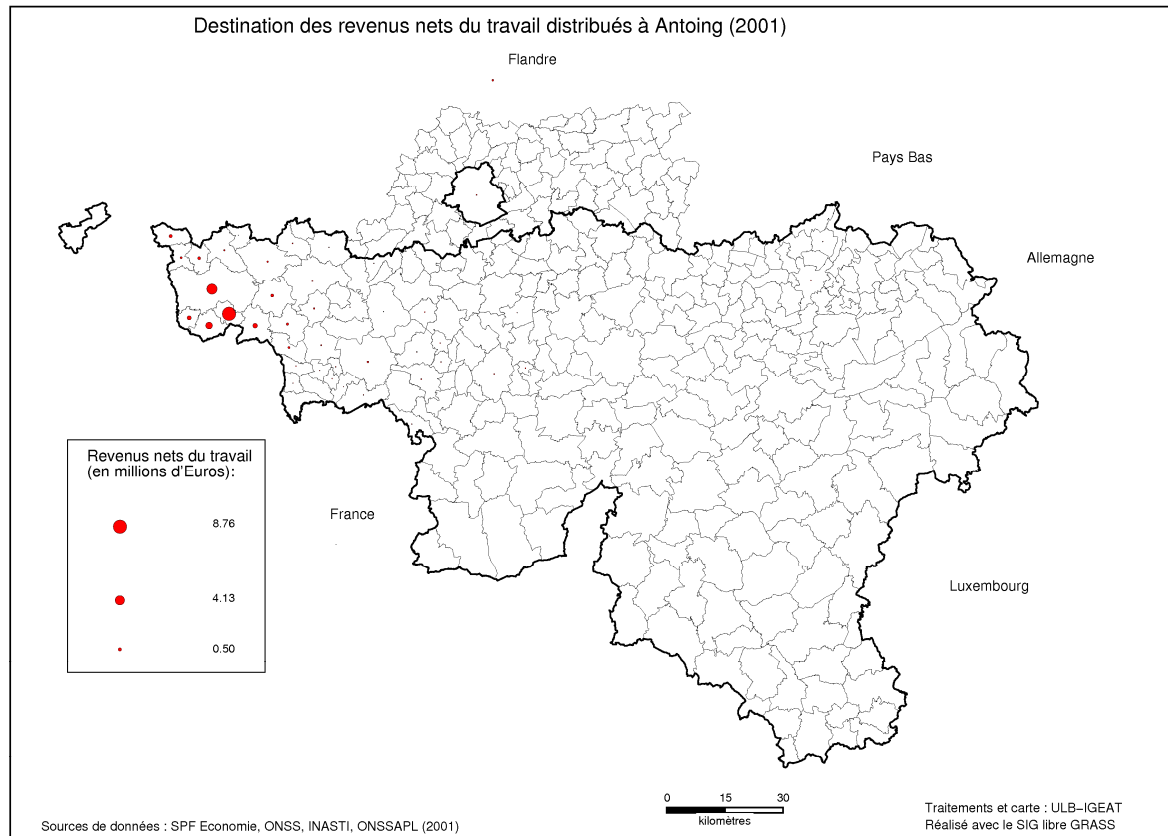 Destination des revenus nets du travail distribués à Antoing (2001)
Flandre
Pays Bas
Allemagne
Revenus nets du travail
(en millions d'Euros):
8.76
4.13
0.50
France
Luxembourg
0 15 30
kilomètres
Sources de données : SPF Economie, ONSS, INASTI, ONSSAPL (2001)
Traitements et carte : ULB–IGEAT
Réalisé avec le SIG libre GRASS